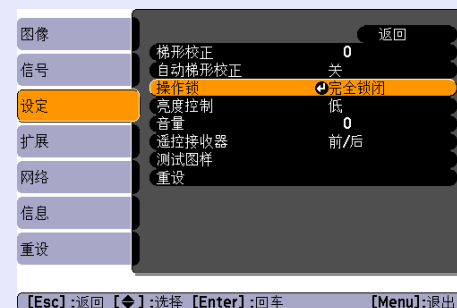 图像
信号
设定
扩展
网络
信息
重设
返回
梯形校正 0
自动梯形校正 关
操作锁 完全锁闭
亮度控制 低
音量 0
遥控接收器 前/后
测试图样
重设
[Esc]:返回 [◆]:选择 [Enter]:回车 [Menu]:退出